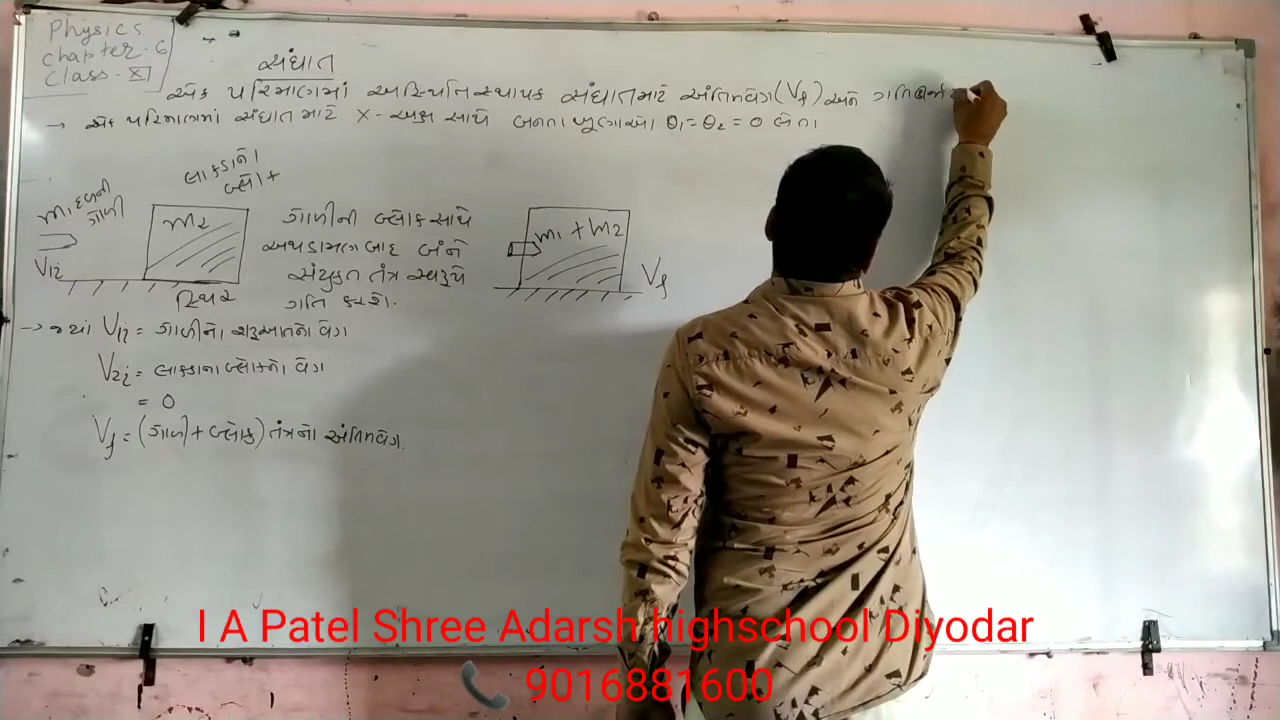 Physics
chapter-6
Class-XI
સંઘાત
એક પરિમાણમાં અસ્થિતિસ્થાપક સંઘાત માટે અંતિમવેગ (Vf) અને
→ એક પરિમાણમાં સંઘાત માટે X-અક્ષ સાથે બનતા ખૂણાઓ θ1 = θ2 = 0 લેતા
લાકડાનો
બ્લોક
m1 દળની
ગોળી
V1i
m2
સ્થિર
ગોળીની બ્લોક સાથે
અથડામણ બાદ બંને
સંયુક્ત તંત્ર સ્વરૂપે
ગતિ કરશે.
m1 + m2
Vf
→ જ્યાં V1i = ગોળીનો શરૂઆતનો વેગ
V2i = લાકડાના બ્લોકનો વેગ
= 0
Vf = (ગોળી + બ્લોક) તંત્રનો અંતિમવેગ.
I A Patel Shree Adarsh highschool Diyodar
📞 9016881600